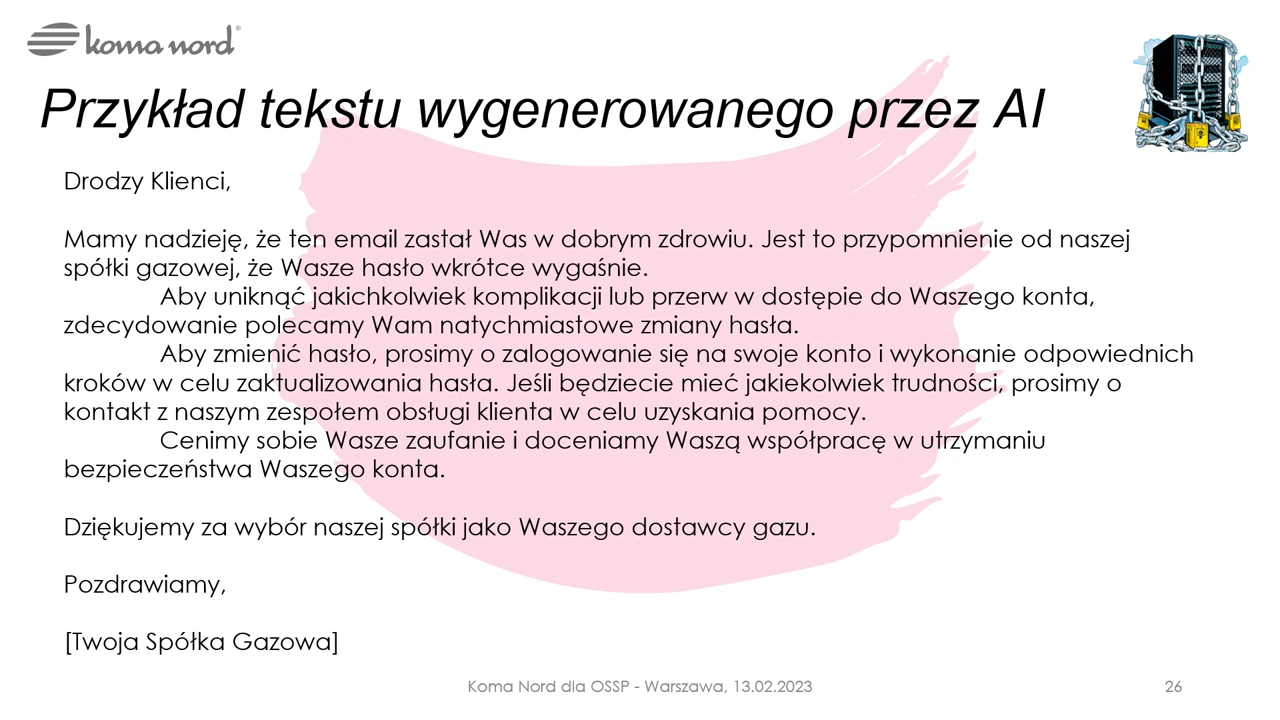 koma nord®
Przykład tekstu wygenerowanego przez AI
Drodzy Klienci,
Mamy nadzieję, że ten email zastał Was w dobrym zdrowiu. Jest to przypomnienie od naszej
spółki gazowej, że Wasze hasło wkrótce wygaśnie.
Aby uniknąć jakichkolwiek komplikacji lub przerw w dostępie do Waszego konta,
zdecydowanie polecamy Wam natychmiastowe zmiany hasła.
Aby zmienić hasło, prosimy o zalogowanie się na swoje konto i wykonanie odpowiednich
kroków w celu zaktualizowania hasła. Jeśli będziecie mieć jakiekolwiek trudności, prosimy o
kontakt z naszym zespołem obsługi klienta w celu uzyskania pomocy.
Cenimy sobie Wasze zaufanie i doceniamy Waszą współpracę w utrzymaniu
bezpieczeństwa Waszego konta.
Dziękujemy za wybór naszej spółki jako Waszego dostawcy gazu.
Pozdrawiamy,
[Twoja Spółka Gazowa]
Koma Nord dla OSSP - Warszawa, 13.02.2023
26